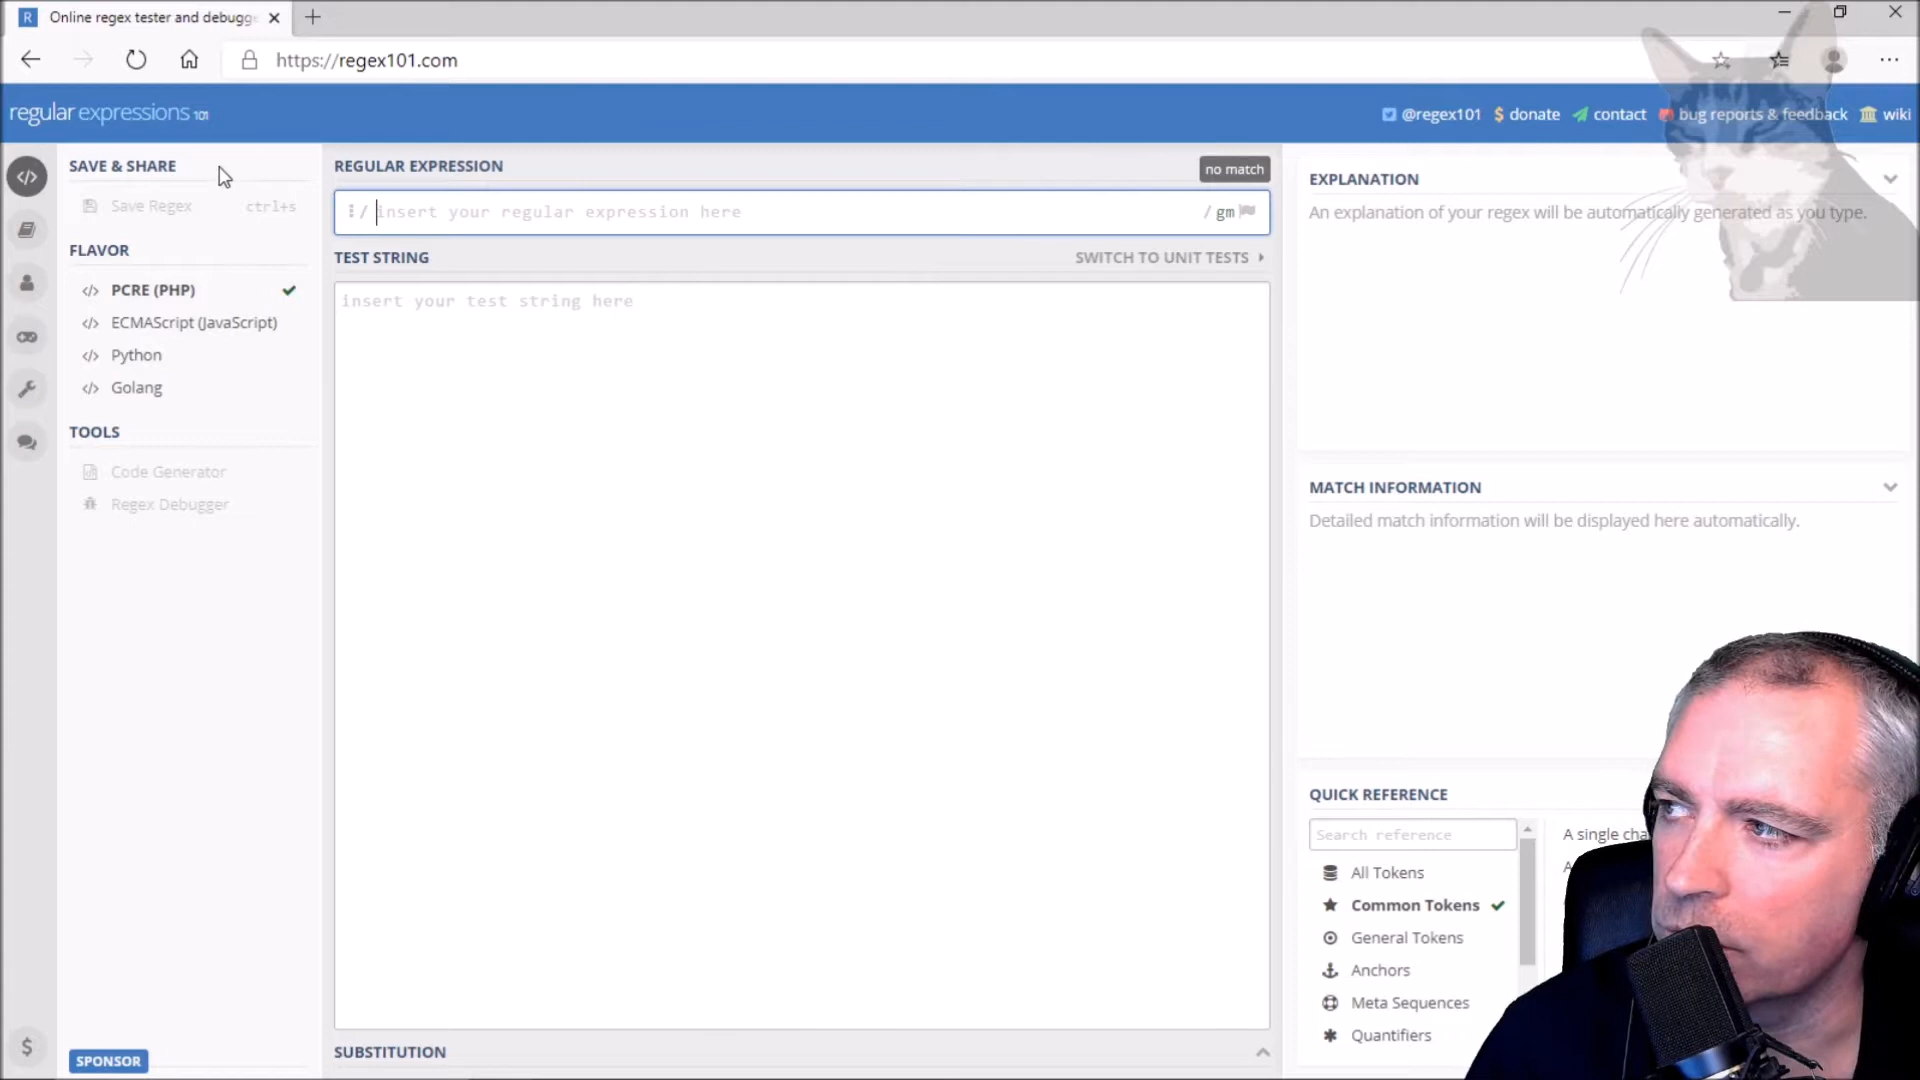 Online regex tester and debugge
https://regex101.com
regular expressions 101
@regex101
donate
contact
bug reports & feedback
wiki
SAVE & SHARE
Save Regex ctrl+s
FLAVOR
PCRE (PHP)
ECMAScript (JavaScript)
Python
Golang
TOOLS
Code Generator
Regex Debugger
SPONSOR
REGULAR EXPRESSION
no match
/ insert your regular expression here / gm
TEST STRING
SWITCH TO UNIT TESTS
insert your test string here
SUBSTITUTION
EXPLANATION
An explanation of your regex will be automatically generated as you type.
MATCH INFORMATION
Detailed match information will be displayed here automatically.
QUICK REFERENCE
Search reference
All Tokens
Common Tokens
General Tokens
Anchors
Meta Sequences
Quantifiers
A single cha